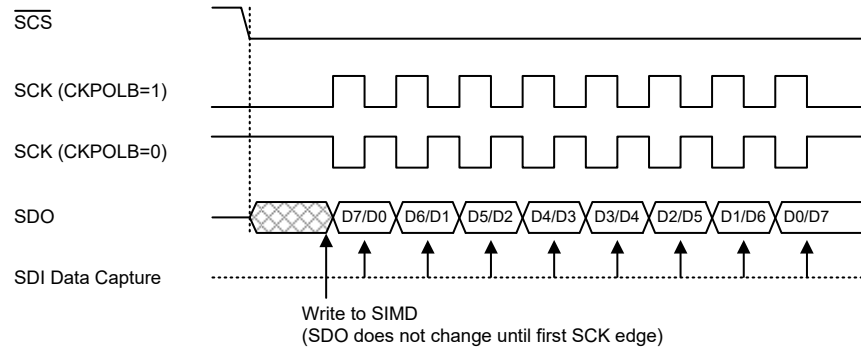 SCS
SCK (CKPOLB=1)
SCK (CKPOLB=0)
SDO
D7/D0 D6/D1 D5/D2 D4/D3 D3/D4 D2/D5 D1/D6 D0/D7
SDI Data Capture
Write to SIMD
(SDO does not change until first SCK edge)